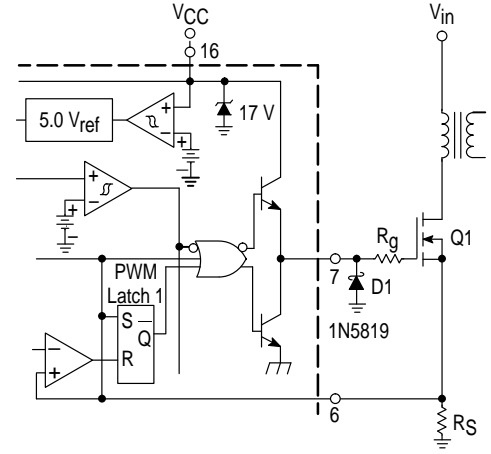 VCC
Vin
16
17 V
5.0 Vref
+
−
+
−
+
−
+
Rg
Q1
7
D1
PWM
Latch 1
1N5819
S
Q
R
−
+
6
RS